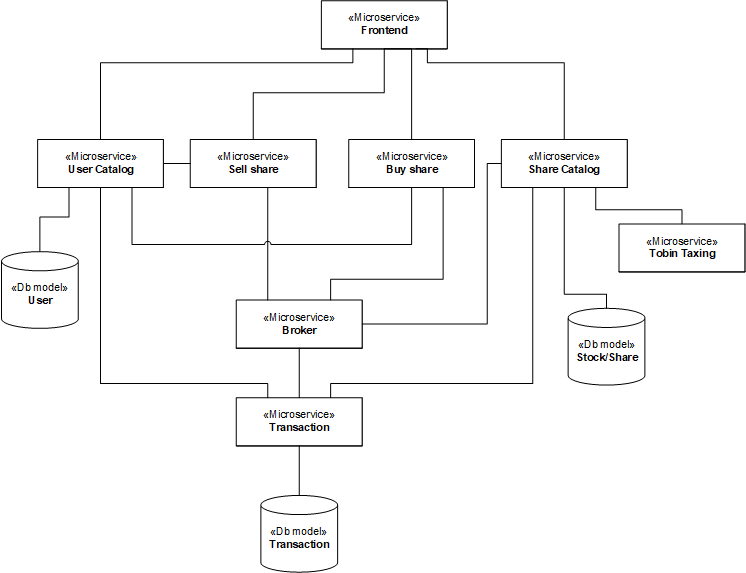 «Microservice»
Frontend
«Microservice»
User Catalog
«Microservice»
Sell share
«Microservice»
Buy share
«Microservice»
Share Catalog
«Microservice»
Tobin Taxing
«Db model»
User
«Microservice»
Broker
«Db model»
Stock/Share
«Microservice»
Transaction
«Db model»
Transaction